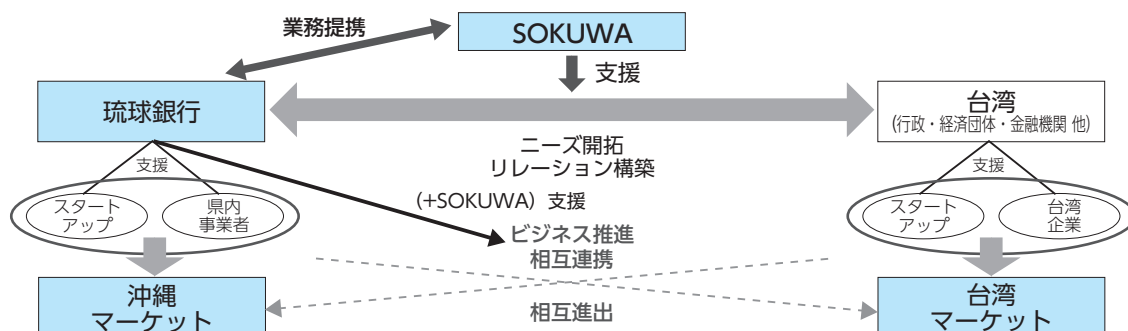 業務提携
SOKUWA
支援
琉球銀行
台湾
(行政・経済団体・金融機関 他)
ニーズ開拓
リレーション構築
支援
支援
(+SOKUWA)支援
スタート
アップ
県内
事業者
スタート
アップ
台湾
企業
ビジネス推進
相互連携
沖縄
マーケット
相互進出
台湾
マーケット